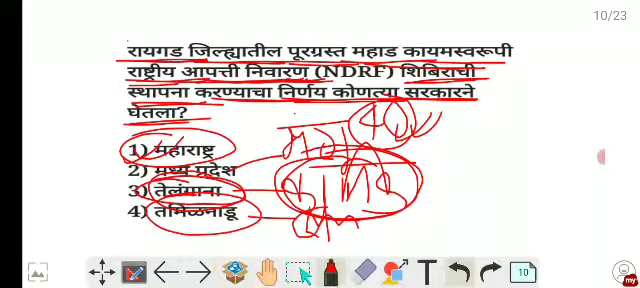 10/23
रायगड जिल्ह्यातील पूरग्रस्त महाड कायमस्वरूपी
राष्ट्रीय आपत्ती निवारण (NDRF) शिबिराची
स्थापना करण्याचा निर्णय कोणत्या सरकारने
घेतला?
1) महाराष्ट्र
2) मध्य प्रदेश
3) तेलंगाना
4) तमिळनाडू
T
10
my